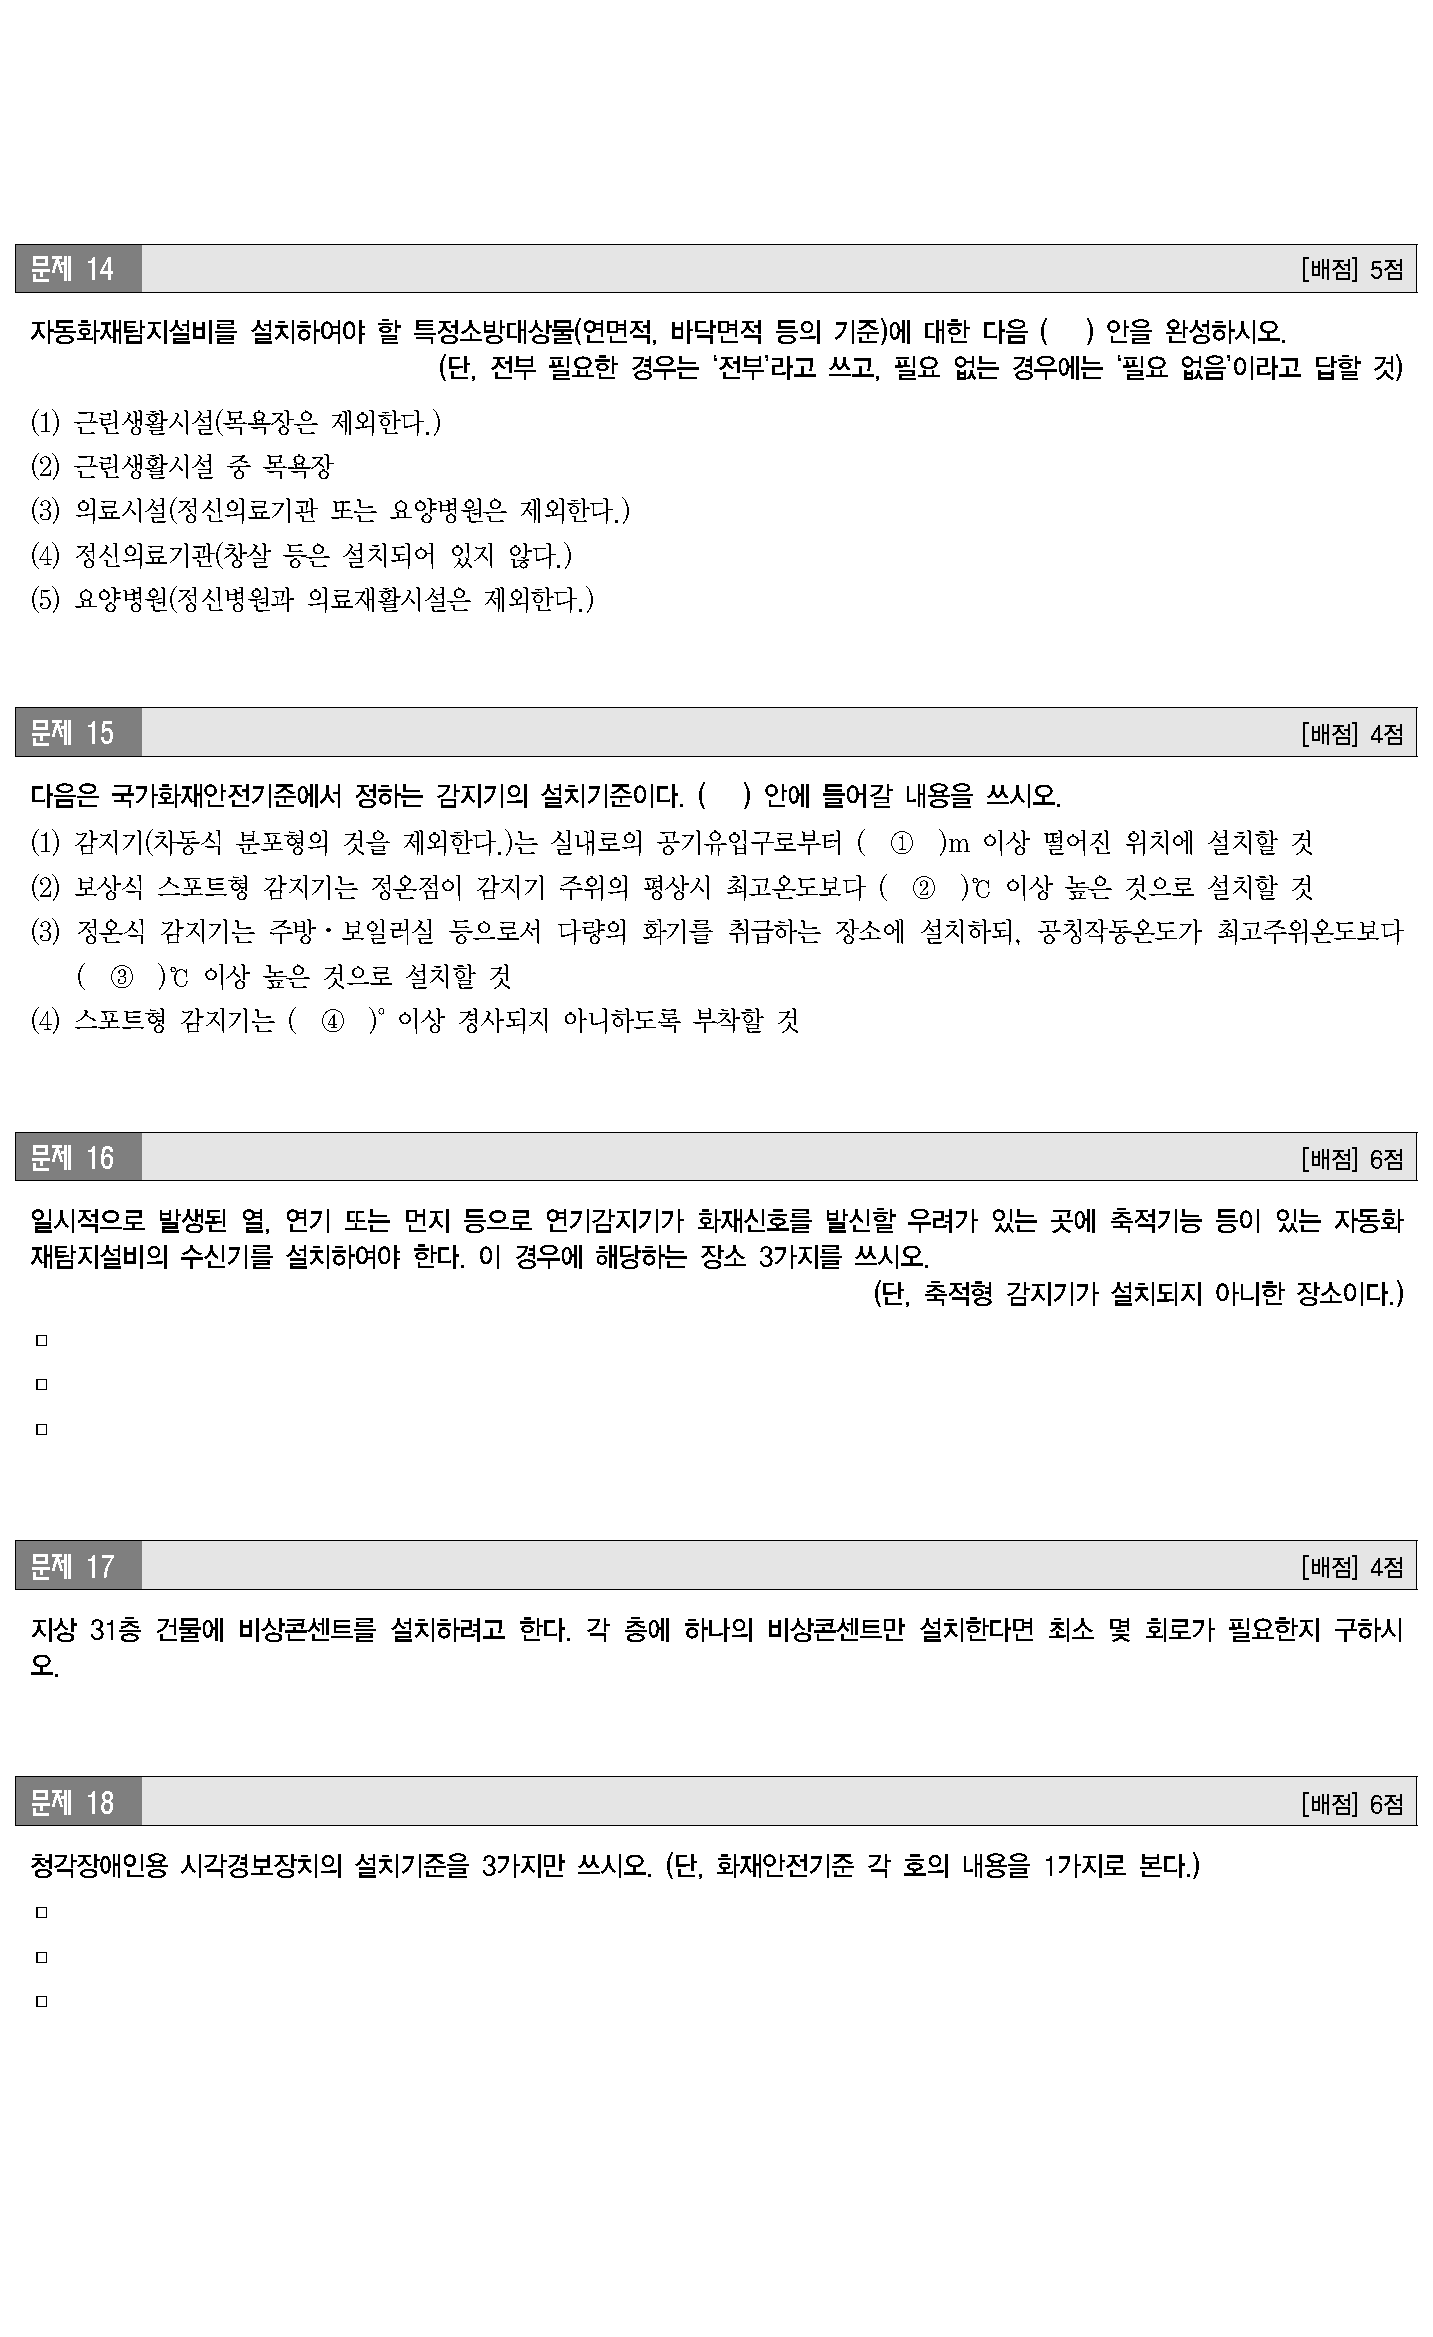 문제 14 [배점] 5점
자동화재탐지설비를 설치하여야 할 특정소방대상물(연면적, 바닥면적 등의 기준)에 대한 다음 (    ) 안을 완성하시오.
(단, 전부 필요한 경우는 ‘전부’라고 쓰고, 필요 없는 경우에는 ‘필요 없음’이라고 답할 것)
(1) 근린생활시설(목욕장은 제외한다.)
(2) 근린생활시설 중 목욕장
(3) 의료시설(정신의료기관 또는 요양병원은 제외한다.)
(4) 정신의료기관(창살 등은 설치되어 있지 않다.)
(5) 요양병원(정신병원과 의료재활시설은 제외한다.)
문제 15 [배점] 4점
다음은 국가화재안전기준에서 정하는 감지기의 설치기준이다. (    ) 안에 들어갈 내용을 쓰시오.
(1) 감지기(차동식 분포형의 것을 제외한다.)는 실내로의 공기유입구로부터 (  ①  )m 이상 떨어진 위치에 설치할 것
(2) 보상식 스포트형 감지기는 정온점이 감지기 주위의 평상시 최고온도보다 (  ②  )℃ 이상 높은 것으로 설치할 것
(3) 정온식 감지기는 주방·보일러실 등으로서 다량의 화기를 취급하는 장소에 설치하되, 공칭작동온도가 최고주위온도보다
(  ③  )℃ 이상 높은 것으로 설치할 것
(4) 스포트형 감지기는 (  ④  )° 이상 경사되지 아니하도록 부착할 것
문제 16 [배점] 6점
일시적으로 발생된 열, 연기 또는 먼지 등으로 연기감지기가 화재신호를 발신할 우려가 있는 곳에 축적기능 등이 있는 자동화
재탐지설비의 수신기를 설치하여야 한다. 이 경우에 해당하는 장소 3가지를 쓰시오.
(단, 축적형 감지기가 설치되지 아니한 장소이다.)
□
□
□
문제 17 [배점] 4점
지상 31층 건물에 비상콘센트를 설치하려고 한다. 각 층에 하나의 비상콘센트만 설치한다면 최소 몇 회로가 필요한지 구하시
오.
문제 18 [배점] 6점
청각장애인용 시각경보장치의 설치기준을 3가지만 쓰시오. (단, 화재안전기준 각 호의 내용을 1가지로 본다.)
□
□
□